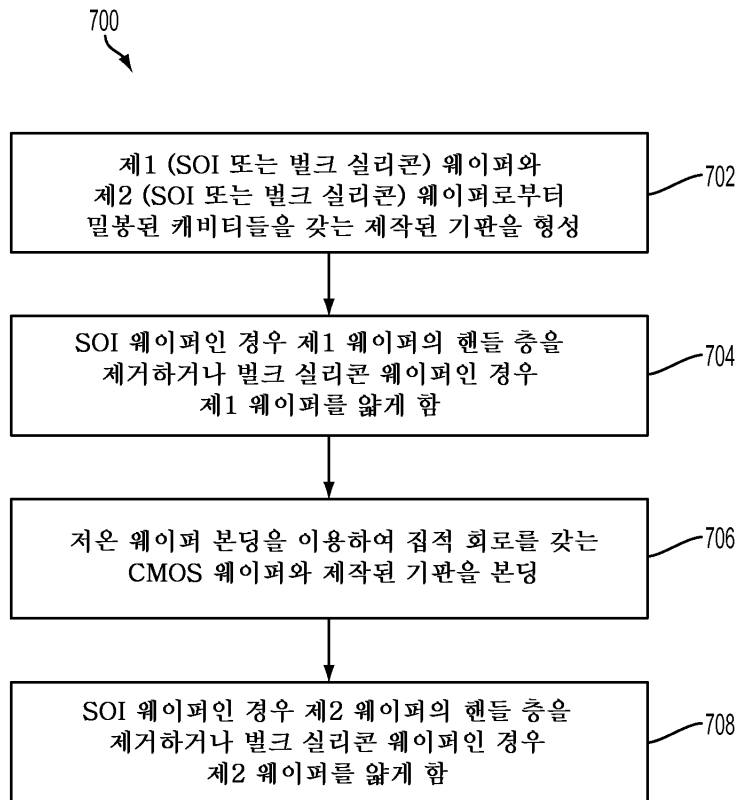 700
제1 (SOI 또는 벌크 실리콘) 웨이퍼와
제2 (SOI 또는 벌크 실리콘) 웨이퍼로부터
밀봉된 캐비티들을 갖는 제작된 기판을 형성
702
SOI 웨이퍼인 경우 제1 웨이퍼의 핸들 층을
제거하거나 벌크 실리콘 웨이퍼인 경우
제1 웨이퍼를 얇게 함
704
저온 웨이퍼 본딩을 이용하여 집적 회로를 갖는
CMOS 웨이퍼와 제작된 기판을 본딩
706
SOI 웨이퍼인 경우 제2 웨이퍼의 핸들 층을
제거하거나 벌크 실리콘 웨이퍼인 경우
제2 웨이퍼를 얇게 함
708